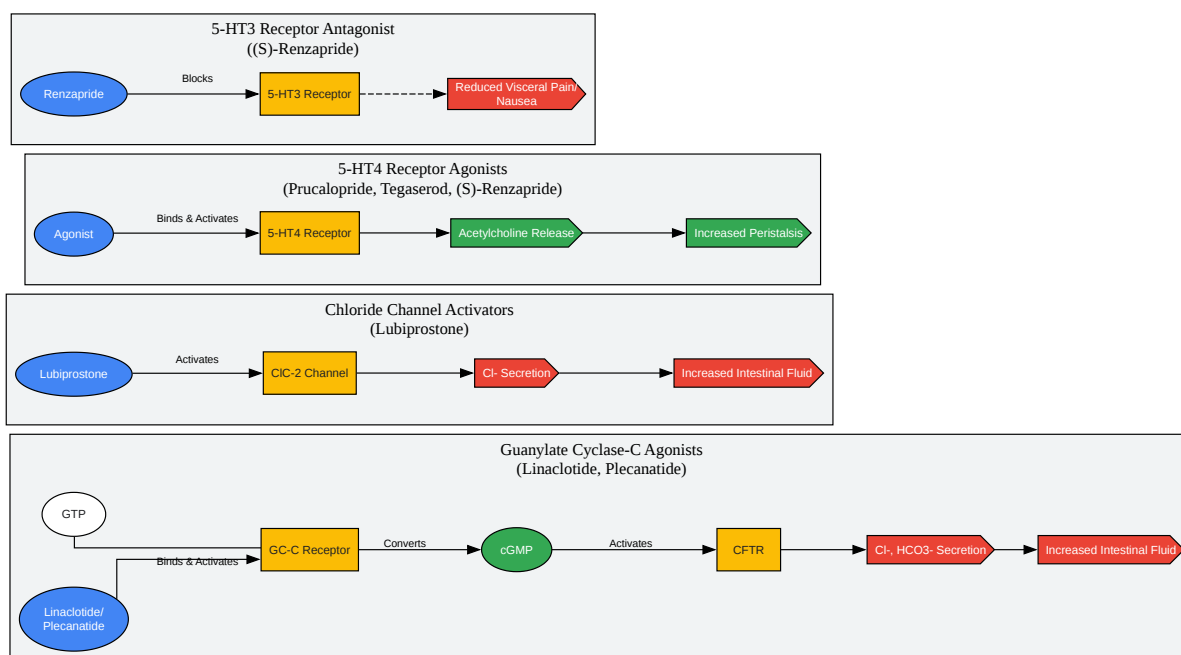 5-HT3 Receptor Antagonist
((S)-Renzapride)
Renzapride
Blocks
5-HT3 Receptor
Reduced Visceral Pain/
Nausea
5-HT4 Receptor Agonists
(Prucalopride, Tegaserod, (S)-Renzapride)
Agonist
Binds & Activates
5-HT4 Receptor
Acetylcholine Release
Increased Peristalsis
Chloride Channel Activators
(Lubiprostone)
Lubiprostone
Activates
ClC-2 Channel
Cl- Secretion
Increased Intestinal Fluid
Guanylate Cyclase-C Agonists
(Linaclotide, Plecanatide)
GTP
Linaclotide/
Plecanatide
Binds & Activates
GC-C Receptor
Converts
cGMP
Activates
CFTR
Cl-, HCO3- Secretion
Increased Intestinal Fluid